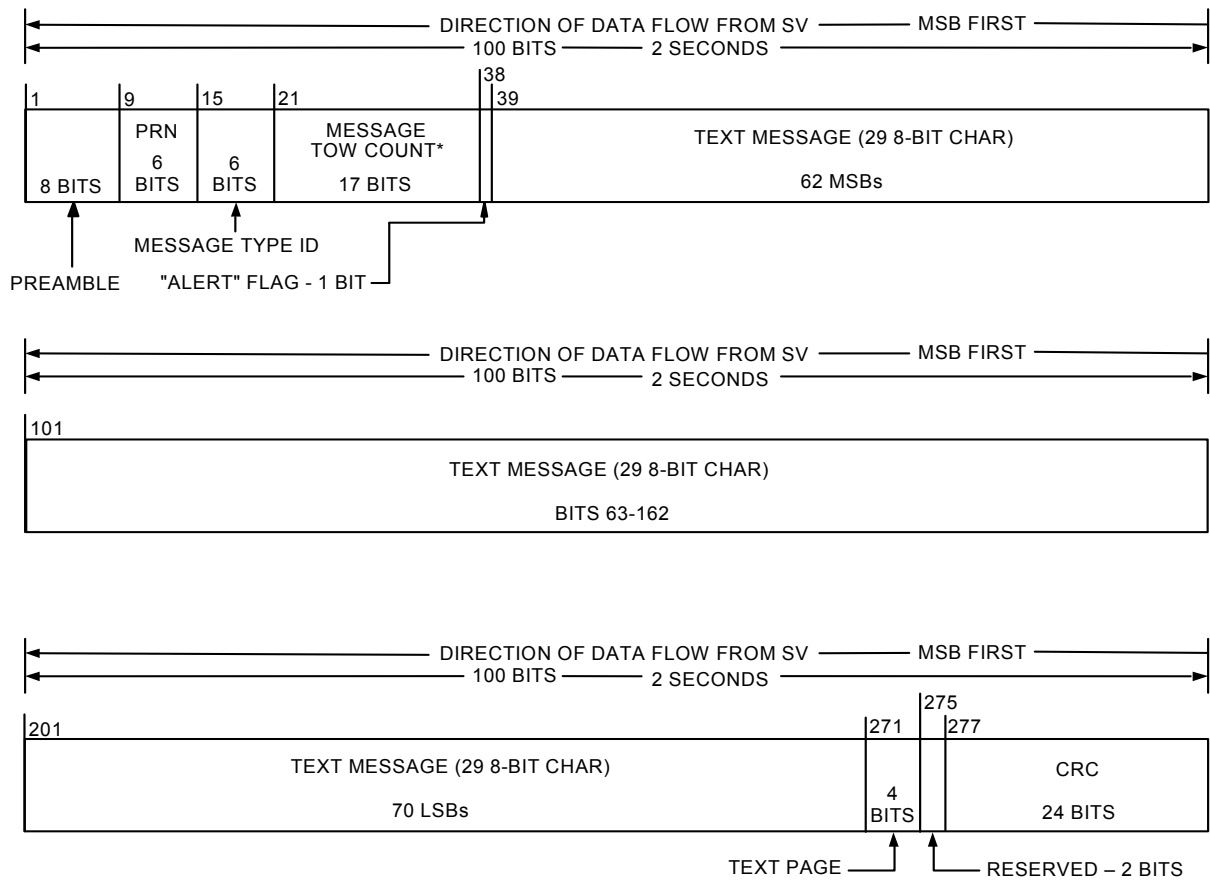 DIRECTION OF DATA FLOW FROM SV MSB FIRST
100 BITS 2 SECONDS
1 9 15 21 38 39
8 BITS
PRN
6
BITS
6
BITS
MESSAGE
TOW COUNT*
17 BITS
TEXT MESSAGE (29 8-BIT CHAR)
62 MSBs
MESSAGE TYPE ID
PREAMBLE
"ALERT" FLAG - 1 BIT
DIRECTION OF DATA FLOW FROM SV MSB FIRST
100 BITS 2 SECONDS
101
TEXT MESSAGE (29 8-BIT CHAR)
BITS 63-162
DIRECTION OF DATA FLOW FROM SV MSB FIRST
100 BITS 2 SECONDS
201 271 275 277
TEXT MESSAGE (29 8-BIT CHAR)
70 LSBs
4
BITS
CRC
24 BITS
TEXT PAGE
RESERVED – 2 BITS